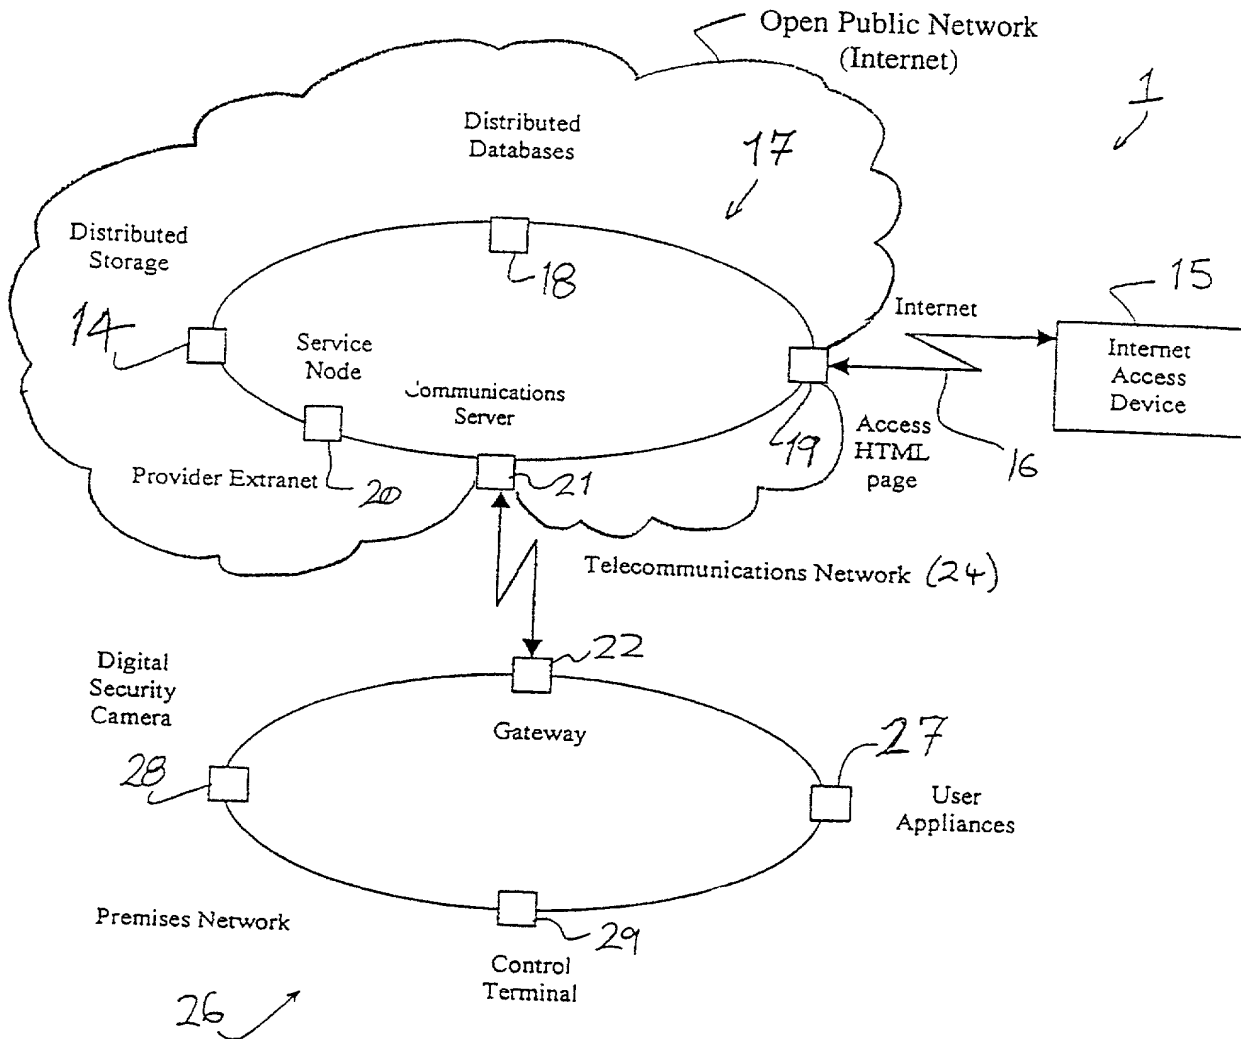 Open Public Network
(Internet)
1
Distributed
Databases
17
Distributed
Storage
18
14
Internet
15
Internet
Access
Device
Service
Node
Communications
Server
19
Access
HTML
page
16
Provider Extranet
20
21
Telecommunications Network (24)
22
Digital
Security
Camera
Gateway
27
28
User
Appliances
Premises Network
29
Control
Terminal
26